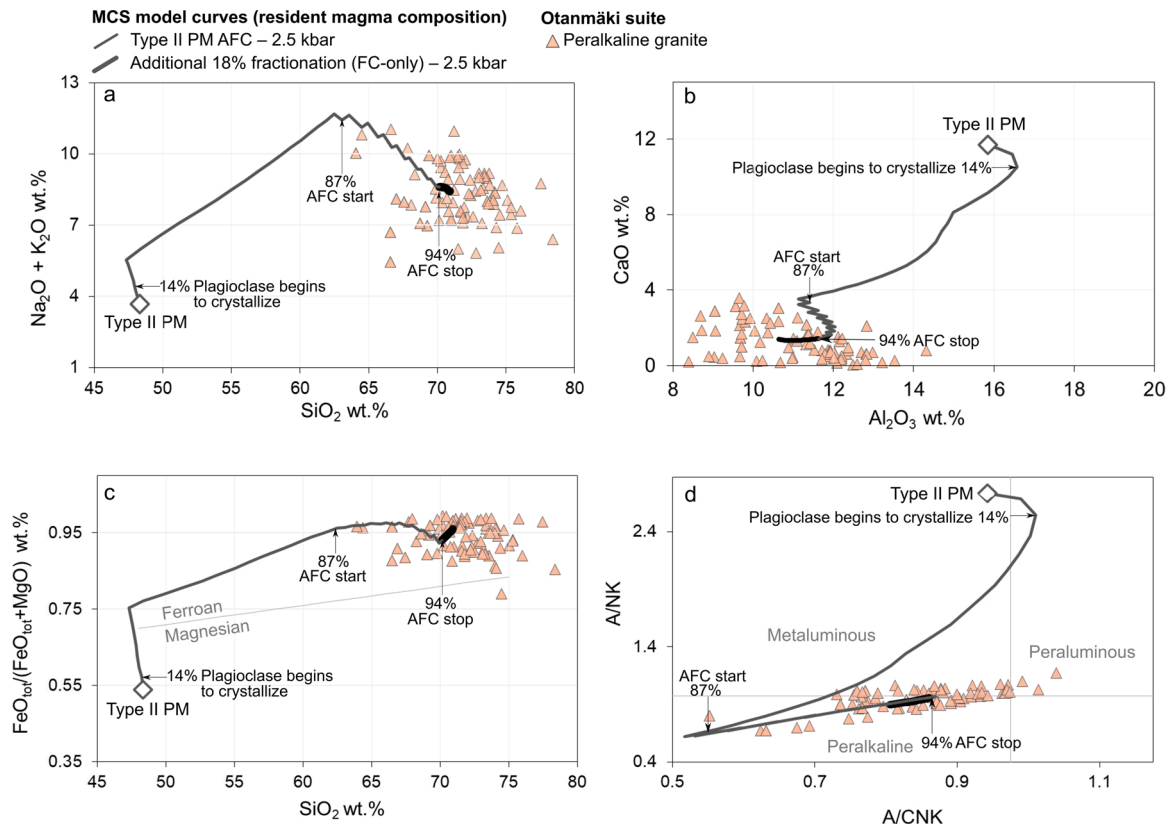 MCS model curves (resident magma composition)
Type II PM AFC – 2.5 kbar
Additional 18% fractionation (FC-only) – 2.5 kbar
Otanmäki suite
Peralkaline granite
a
13
10
7
4
1
Na₂O + K₂O wt.%
87%
AFC start
94%
AFC stop
14% Plagioclase begins
to crystallize
Type II PM
45 50 55 60 65 70 75 80
SiO₂ wt.%
b
12
8
4
0
CaO wt.%
Type II PM
Plagioclase begins to crystallize 14%
AFC start
87%
94% AFC stop
8 10 12 14 16 18 20
Al₂O₃ wt.%
c
0.95
0.75
0.55
0.35
FeOtot/(FeOtot+MgO) wt.%
87%
AFC start
94%
AFC stop
Ferroan
Magnesian
14% Plagioclase begins
to crystallize
Type II PM
45 50 55 60 65 70 75 80
SiO₂ wt.%
d
2.4
1.4
0.4
A/NK
Type II PM
Plagioclase begins to crystallize 14%
Metaluminous
Peraluminous
AFC start
87%
Peralkaline
94% AFC stop
0.5 0.7 0.9 1.1
A/CNK